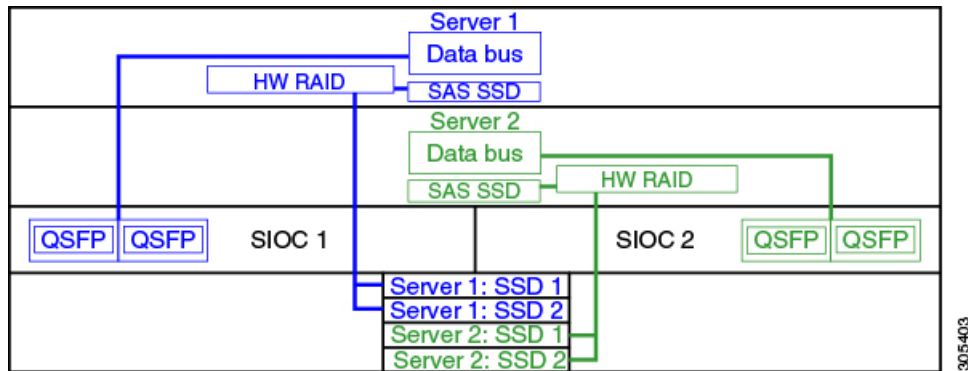 Server 1
Data bus
HW RAID
SAS SSD
Server 2
Data bus
SAS SSD
HW RAID
QSFP QSFP SIOC 1 SIOC 2 QSFP QSFP
Server 1: SSD 1
Server 1: SSD 2
Server 2: SSD 1
Server 2: SSD 2
305403